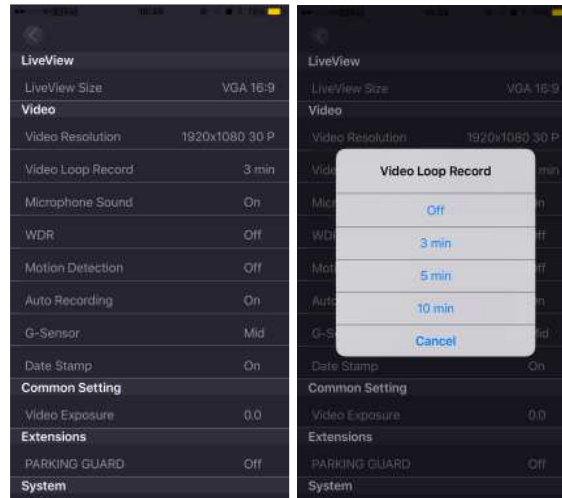 LiveView
LiveView Size VGA 16:9
Video
Video Resolution 1920x1080 30 P
Video Loop Record 3 min
Microphone Sound On
WDR Off
Motion Detection Off
Auto Recording On
G-Sensor Mid
Date Stamp On
Common Setting
Video Exposure 0.0
Extensions
PARKING GUARD Off
System
LiveView
LiveView Size VGA 16:9
Video
Video Resolution 1920x1080 30 P
Video Loop Record
Off
3 min
5 min
10 min
Cancel
Date Stamp On
Common Setting
Video Exposure 0.0
Extensions
PARKING GUARD Off
System